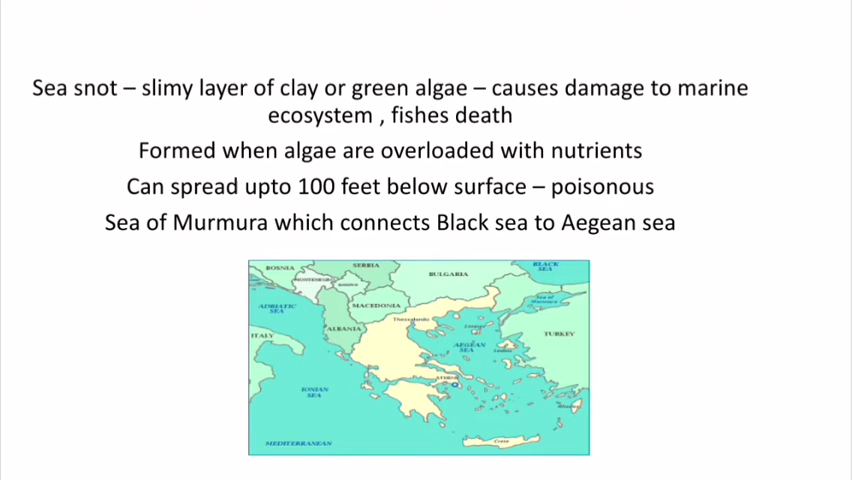 Sea snot – slimy layer of clay or green algae – causes damage to marine
ecosystem , fishes death
Formed when algae are overloaded with nutrients
Can spread upto 100 feet below surface – poisonous
Sea of Murmura which connects Black sea to Aegean sea
BOSNIA
SERBIA
BULGARIA
BLACK
SEA
MACEDONIA
ADRIATIC
SEA
ALBANIA
ITALY
TURKEY
AEGEAN
SEA
ATHENS
IONIAN
SEA
Crete
MEDITERRANEAN